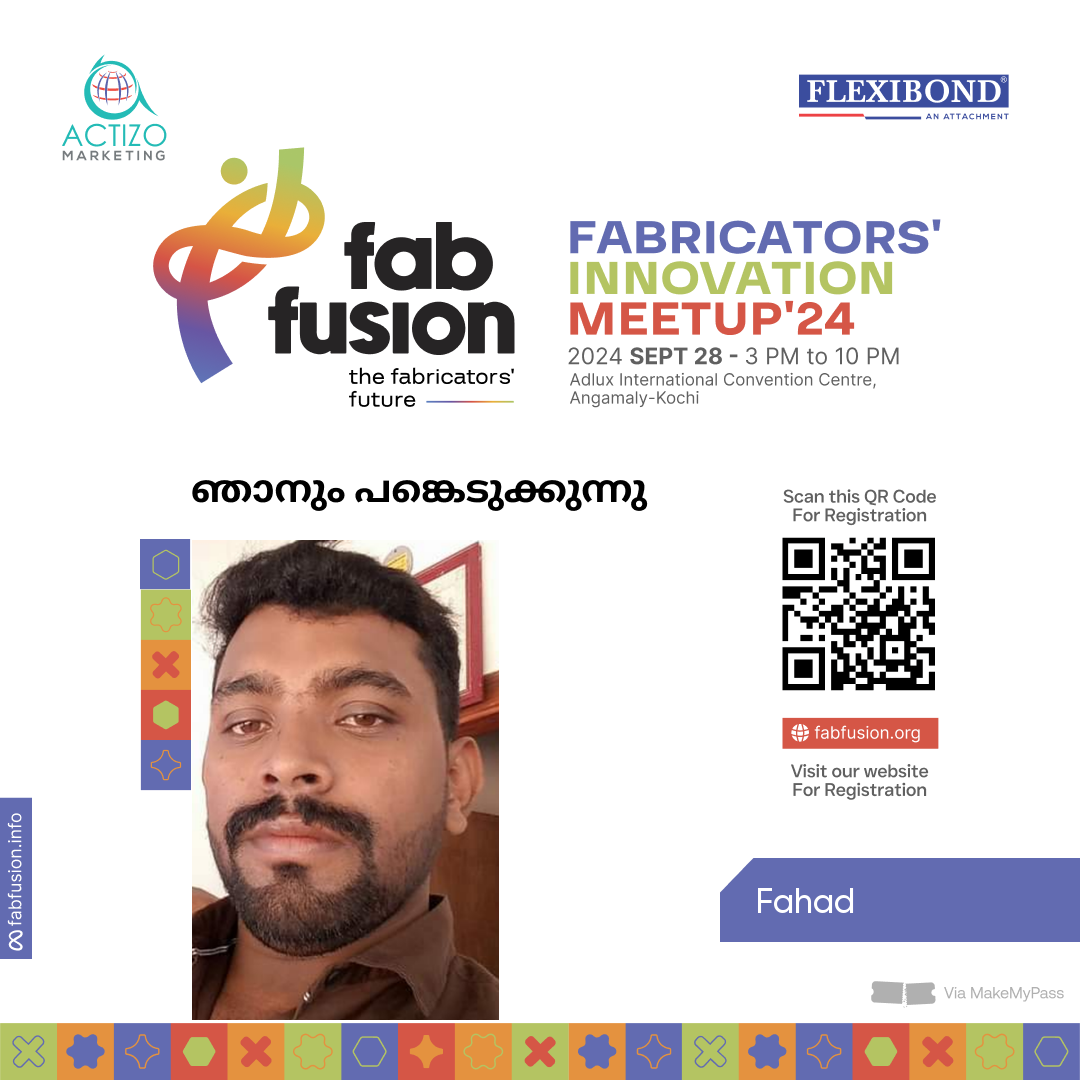 ACTIZO
MARKETING
FLEXIBOND®
AN ATTACHMENT
fab
fusion
the fabricators'
future
FABRICATORS'
INNOVATION
MEETUP'24
2024 SEPT 28 - 3 PM to 10 PM
Adlux International Convention Centre,
Angamaly-Kochi
ഞാനും പങ്കെടുക്കുന്നു
Scan this QR Code
For Registration
fabfusion.org
Visit our website
For Registration
fabfusion.info
Fahad
Via MakeMyPass